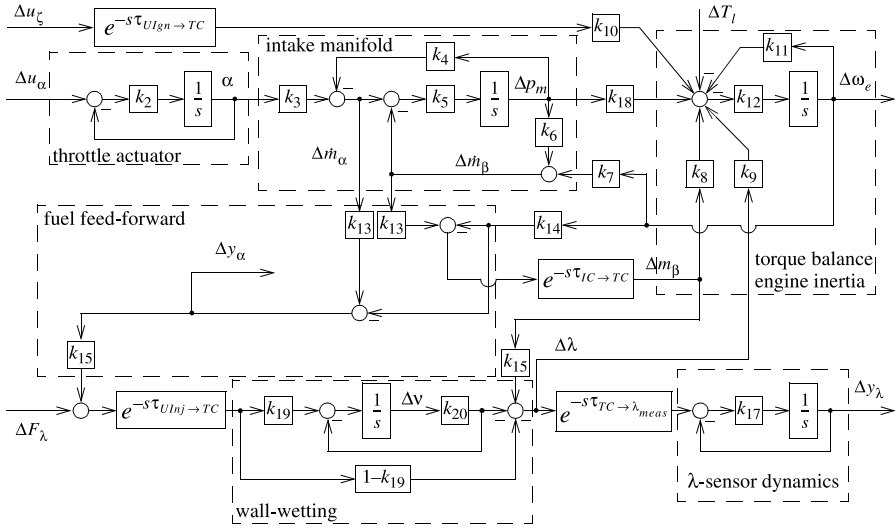 Δu_ζ
e^{-sτ_{UIgn→TC}}
k_10
ΔT_l
intake manifold
k_4
k_11
Δu_α
k_2
1/s
α
k_3
k_5
1/s
Δp_m
k_18
k_12
1/s
Δω_e
k_6
throttle actuator
Δṁ_α
Δṁ_β
k_7
k_8
k_9
fuel feed-forward
k_13
k_13
k_14
torque balance
engine inertia
Δy_α
e^{-sτ_{IC→TC}}
Δm_β
k_15
k_15
Δλ
ΔF_λ
e^{-sτ_{UInj→TC}}
k_19
1/s
Δν
k_20
e^{-sτ_{TC→λ_{meas}}}
k_17
1/s
Δy_λ
1–k_19
wall-wetting
λ-sensor dynamics